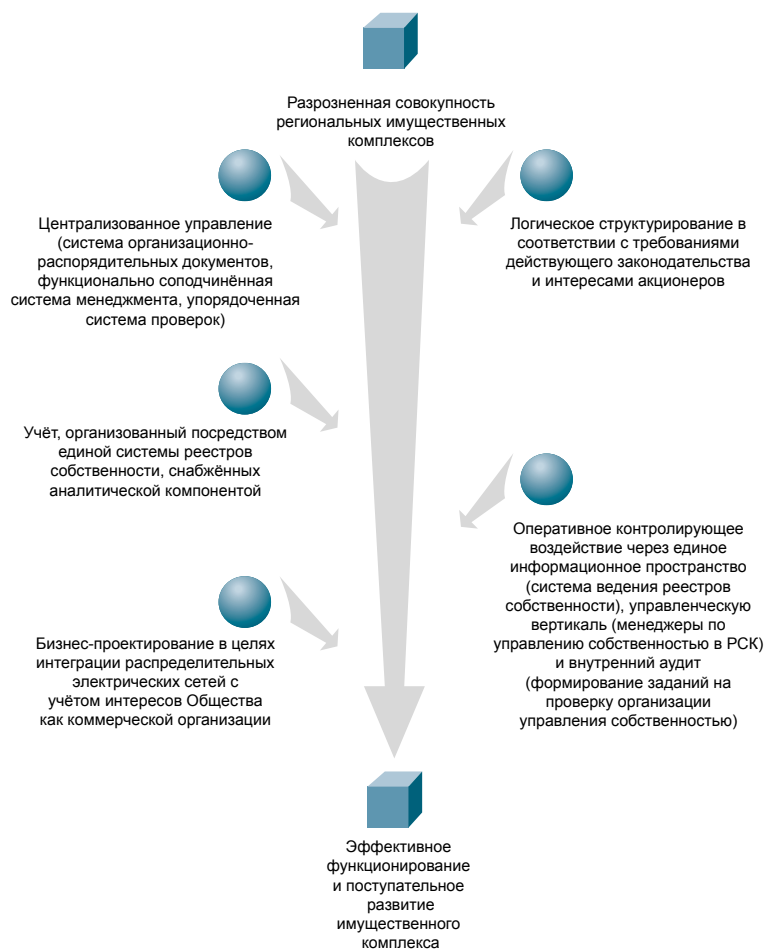 Разрозненная совокупность
региональных имущественных
комплексов
Централизованное управление
(система организационно-
распорядительных документов,
функционально соподчинённая
система менеджмента, упорядоченная
система проверок)
Логическое структурирование в
соответствии с требованиями
действующего законодательства
и интересами акционеров
Учёт, организованный посредством
единой системы реестров
собственности, снабжённых
аналитической компонентой
Оперативное контролирующее
воздействие через единое
информационное пространство
(система ведения реестров
собственности), управленческую
вертикаль (менеджеры по
управлению собственностью в РСК)
и внутренний аудит
(формирование заданий на
проверку организации
управления собственностью)
Бизнес-проектирование в целях
интеграции распределительных
электрических сетей с
учётом интересов Общества
как коммерческой организации
Эффективное
функционирование
и поступательное
развитие
имущественного
комплекса